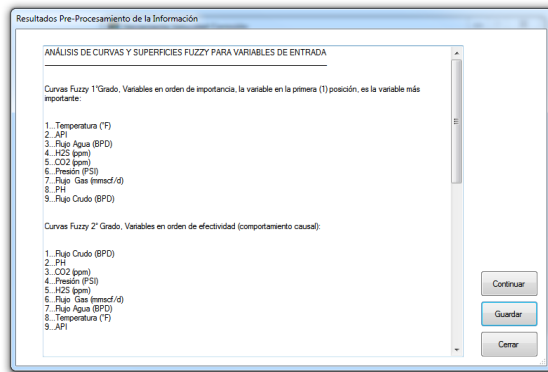 Resultados Pre-Procesamiento de la Información
ANÁLISIS DE CURVAS Y SUPERFICIES FUZZY PARA VARIABLES DE ENTRADA
Curvas Fuzzy 1°Grado, Variables en orden de importancia, la variable en la primera (1) posición, es la variable más
importante:
1...Temperatura (°F)
2...API
3...Flujo Agua (BPD)
4...H2S (ppm)
5...CO2 (ppm)
6...Presión (PSI)
7...Flujo  Gas (mmscf/d)
8...PH
9...Flujo Crudo (BPD)
Curvas Fuzzy 2° Grado, Variables en orden de efectividad (comportamiento causal):
1...Flujo Crudo (BPD)
2...PH
3...CO2 (ppm)
4...Presión (PSI)
5...H2S (ppm)
6...Flujo  Gas (mmscf/d)
7...Flujo Agua (BPD)
8...Temperatura (°F)
9...API
Continuar
Guardar
Cerrar